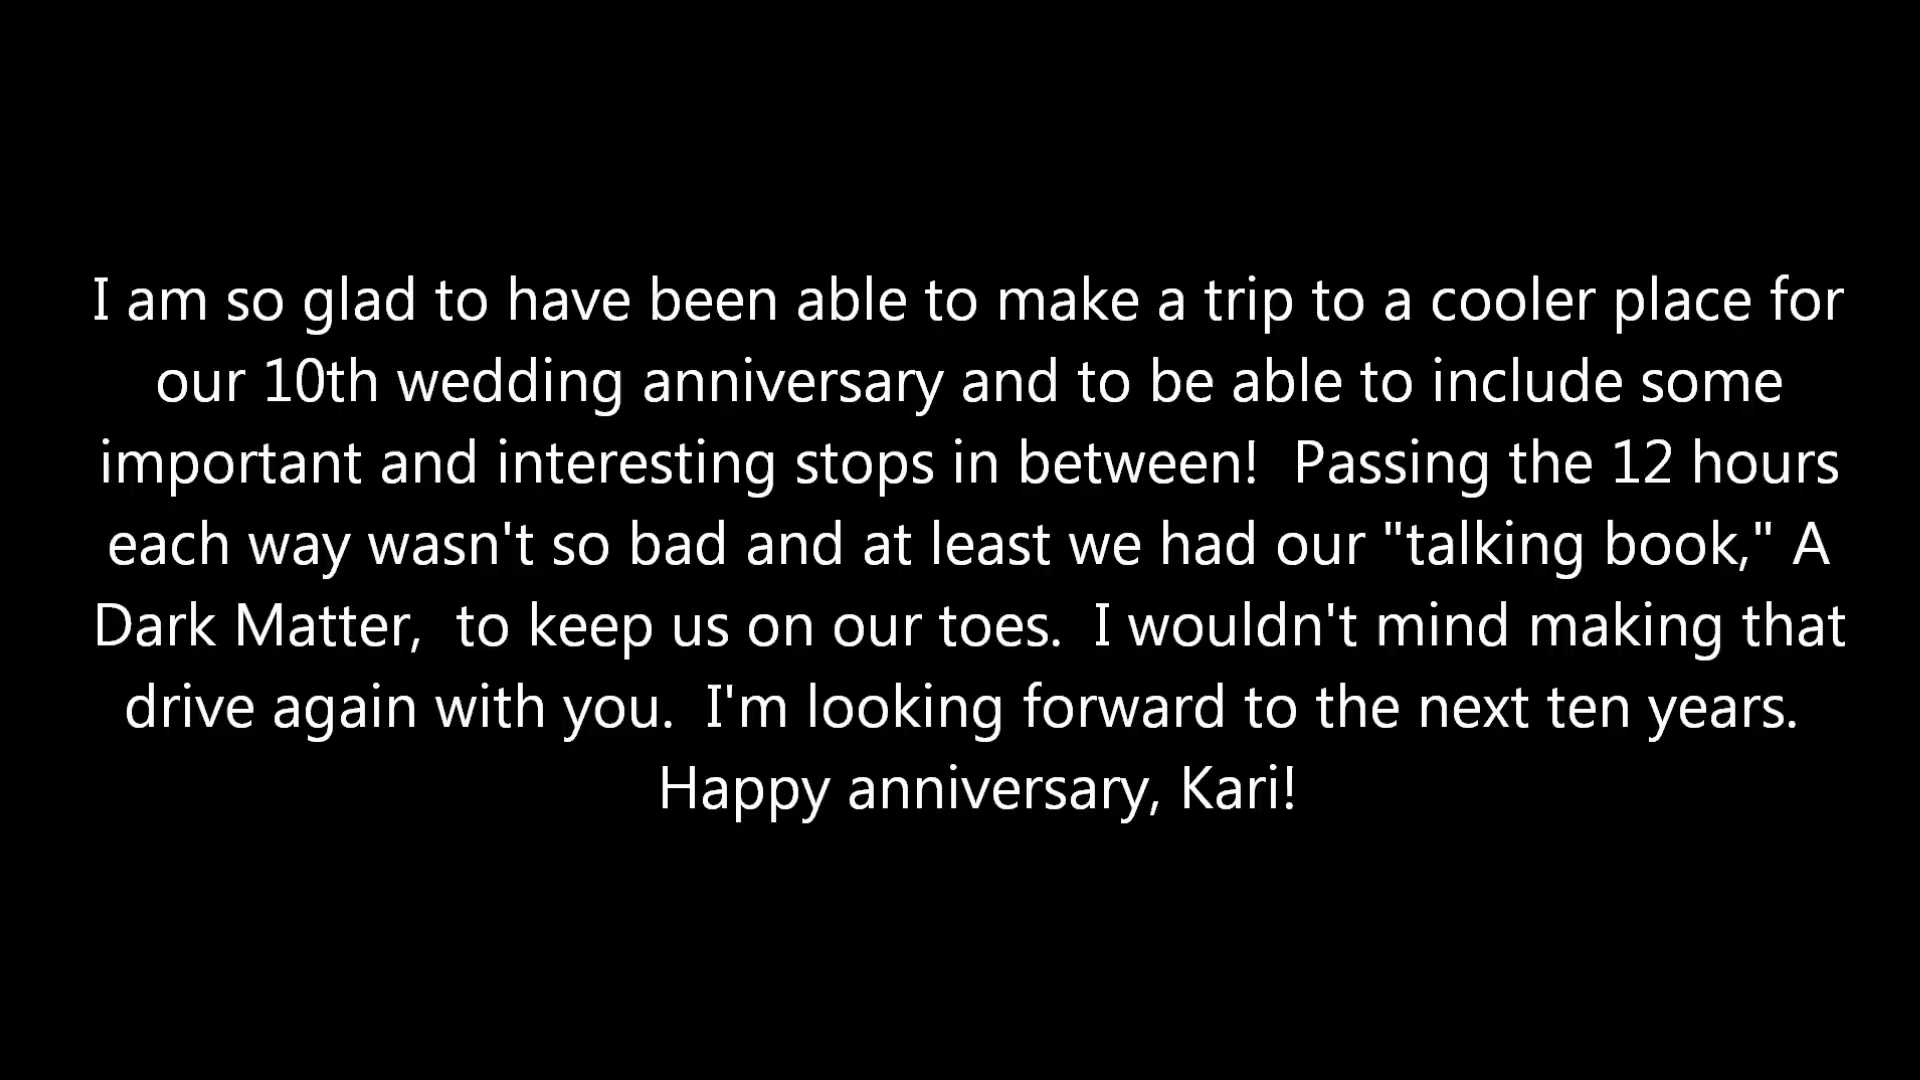 I am so glad to have been able to make a trip to a cooler place for
our 10th wedding anniversary and to be able to include some
important and interesting stops in between!  Passing the 12 hours
each way wasn't so bad and at least we had our "talking book," A
Dark Matter,  to keep us on our toes.  I wouldn't mind making that
drive again with you.  I'm looking forward to the next ten years.
Happy anniversary, Kari!